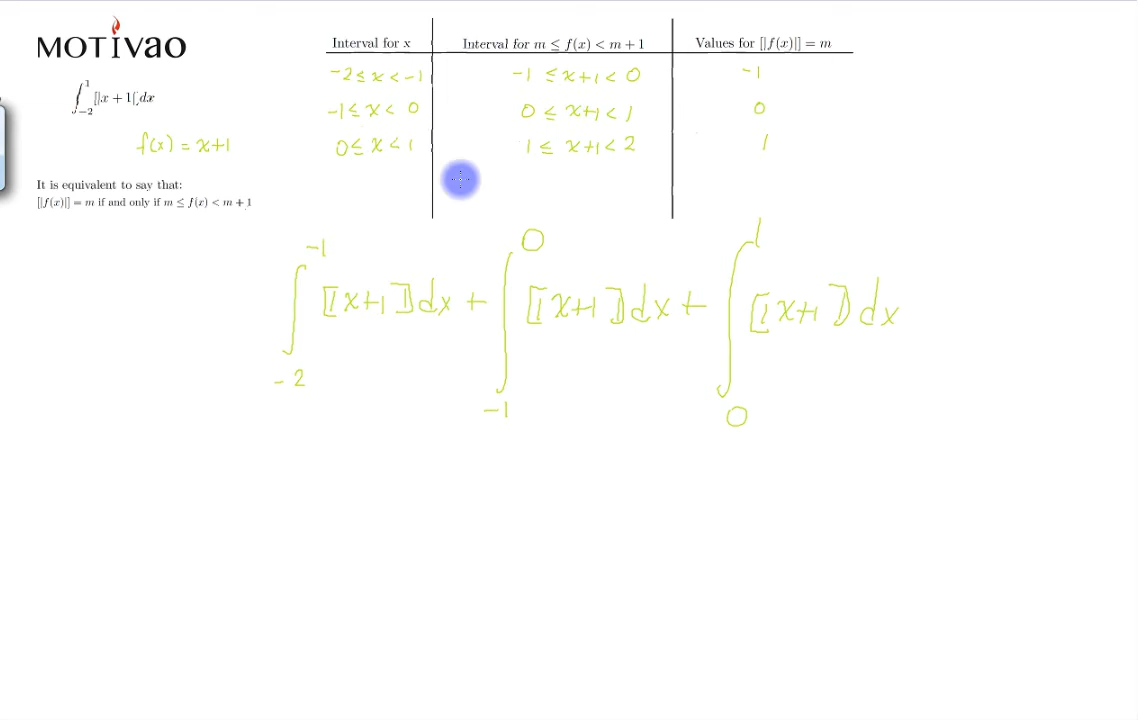 MOTivao
∫_{-2}^{1} [|x + 1|]dx
f(x) = x+1
It is equivalent to say that:
[|f(x)|] = m if and only if m ≤ f(x) < m + 1
Interval for x | Interval for m ≤ f(x) < m + 1 | Values for [|f(x)|] = m
-2 ≤ x < -1 | -1 ≤ x+1 < 0 | -1
-1 ≤ x < 0 | 0 ≤ x+1 < 1 | 0
0 ≤ x < 1 | 1 ≤ x+1 < 2 | 1
∫_{-2}^{-1} ⟦x+1⟧dx + ∫_{-1}^{0} ⟦x+1⟧dx + ∫_{0}^{1} ⟦x+1⟧dx